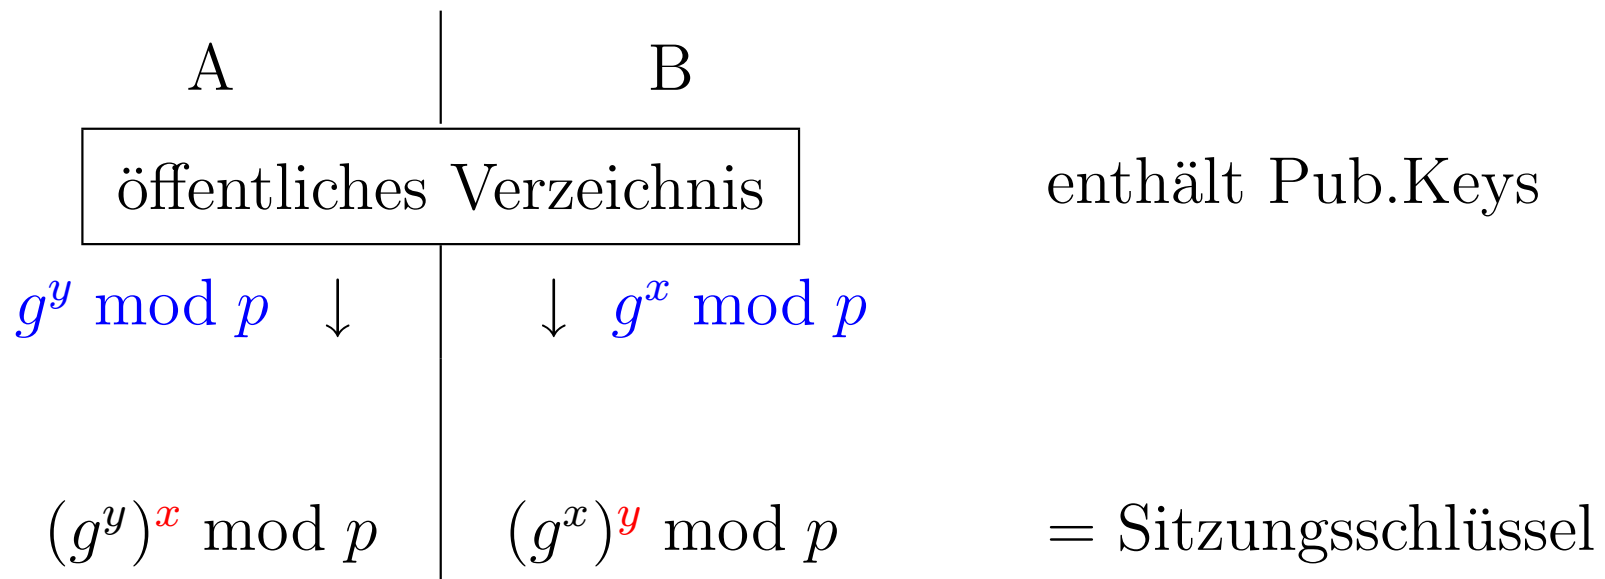 A B
öffentliches Verzeichnis enthält Pub.Keys
g^y mod p ↓ ↓ g^x mod p
(g^y)^x mod p (g^x)^y mod p = Sitzungsschlüssel